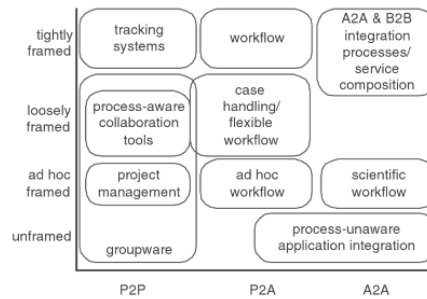 tightly
framed
tracking
systems
workflow
A2A & B2B
integration
processes/
service
composition
loosely
framed
process-aware
collaboration
tools
case
handling/
flexible
workflow
ad hoc
framed
project
management
ad hoc
workflow
scientific
workflow
unframed
groupware
process-unaware
application integration
P2P
P2A
A2A